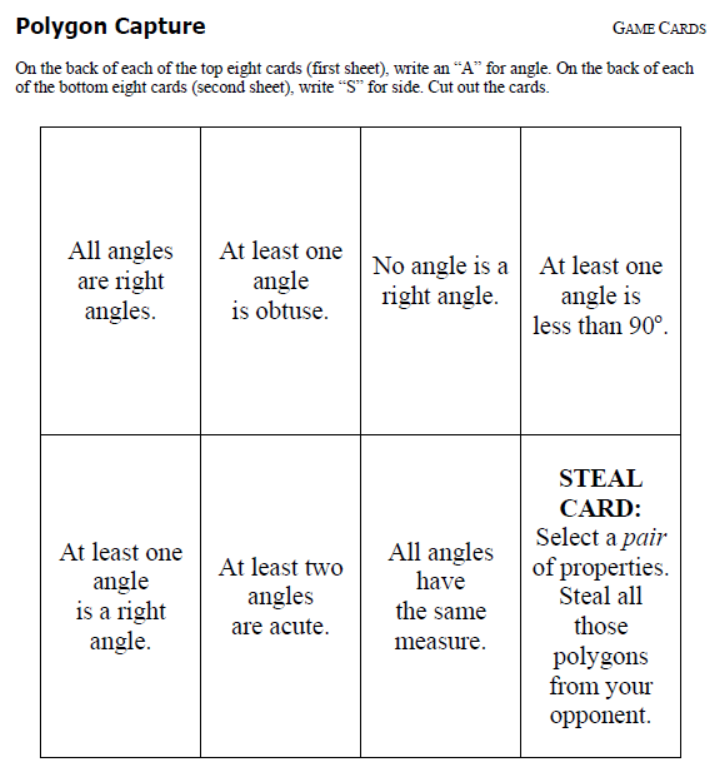 Polygon Capture
GAME CARDS
On the back of each of the top eight cards (first sheet), write an “A” for angle. On the back of each
of the bottom eight cards (second sheet), write “S” for side. Cut out the cards.
All angles
are right
angles.
At least one
angle
is obtuse.
No angle is a
right angle.
At least one
angle is
less than 90°.
At least one
angle
is a right
angle.
At least two
angles
are acute.
All angles
have
the same
measure.
STEAL
CARD:
Select a pair
of properties.
Steal all
those
polygons
from your
opponent.